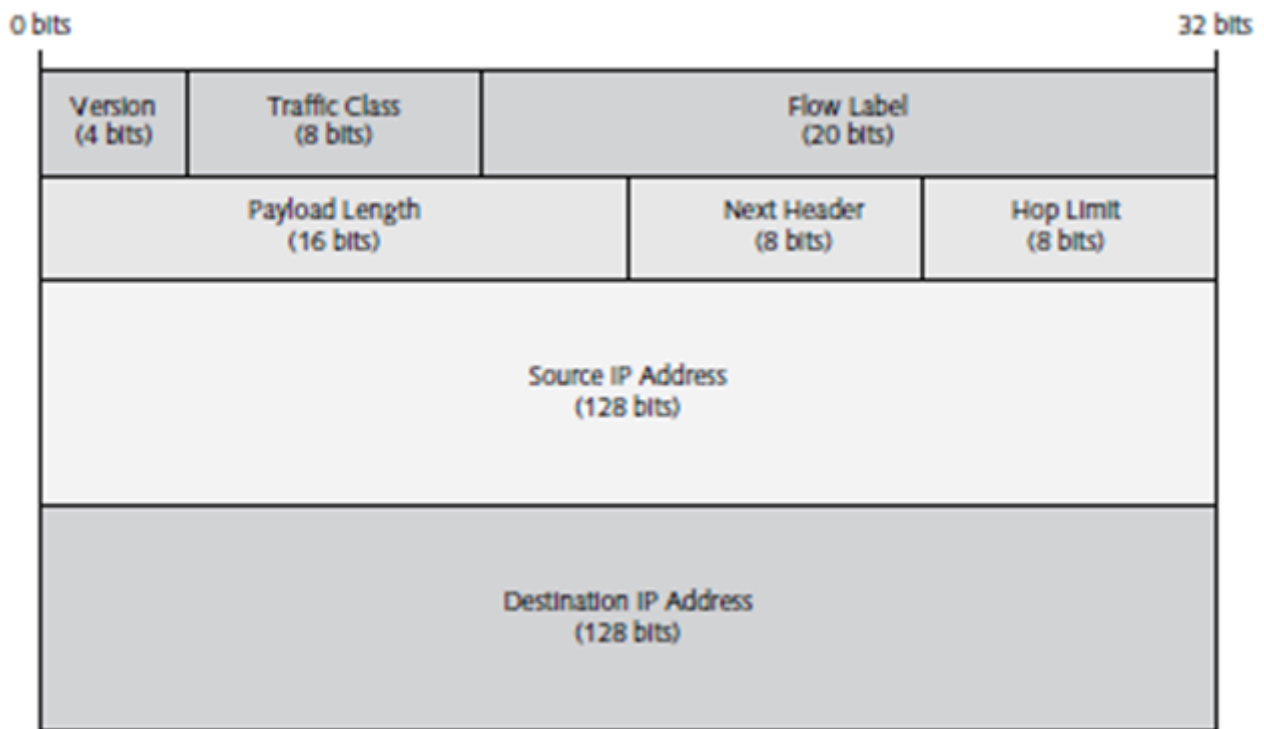 0 bits
32 bits
Version
(4 bits)
Traffic Class
(8 bits)
Flow Label
(20 bits)
Payload Length
(16 bits)
Next Header
(8 bits)
Hop Limit
(8 bits)
Source IP Address
(128 bits)
Destination IP Address
(128 bits)